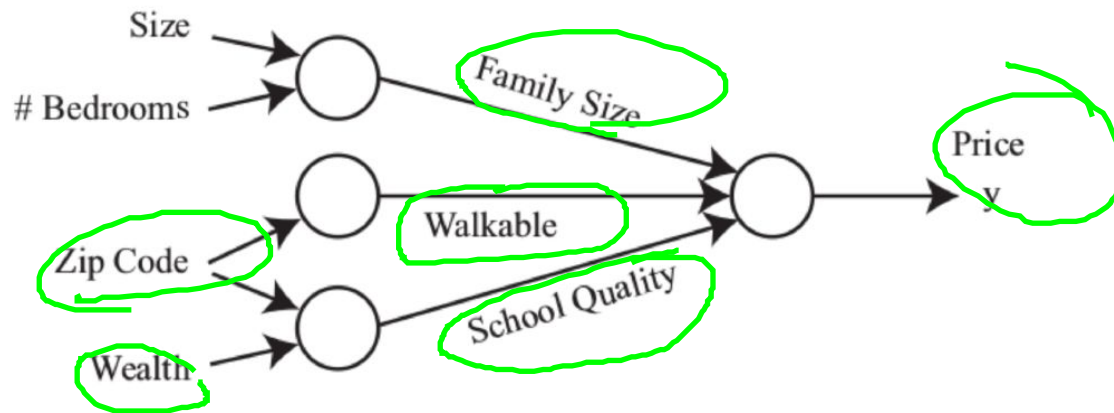 Size
# Bedrooms
Family Size
Price
y
Walkable
Zip Code
School Quality
Wealth